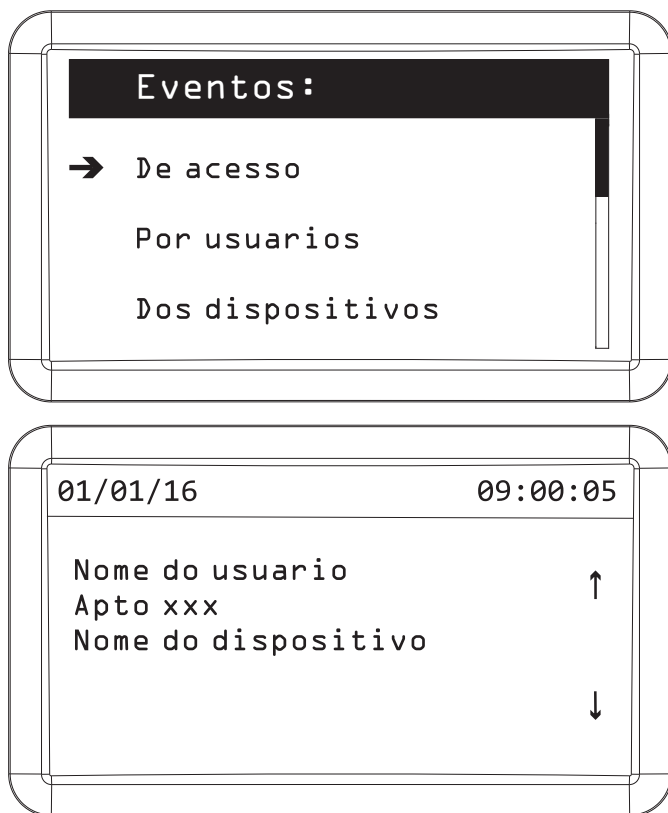 Eventos:
➔ De acesso
Por usuarios
Dos dispositivos
01/01/16 09:00:05
Nome do usuario ↑
Apto xxx
Nome do dispositivo
↓